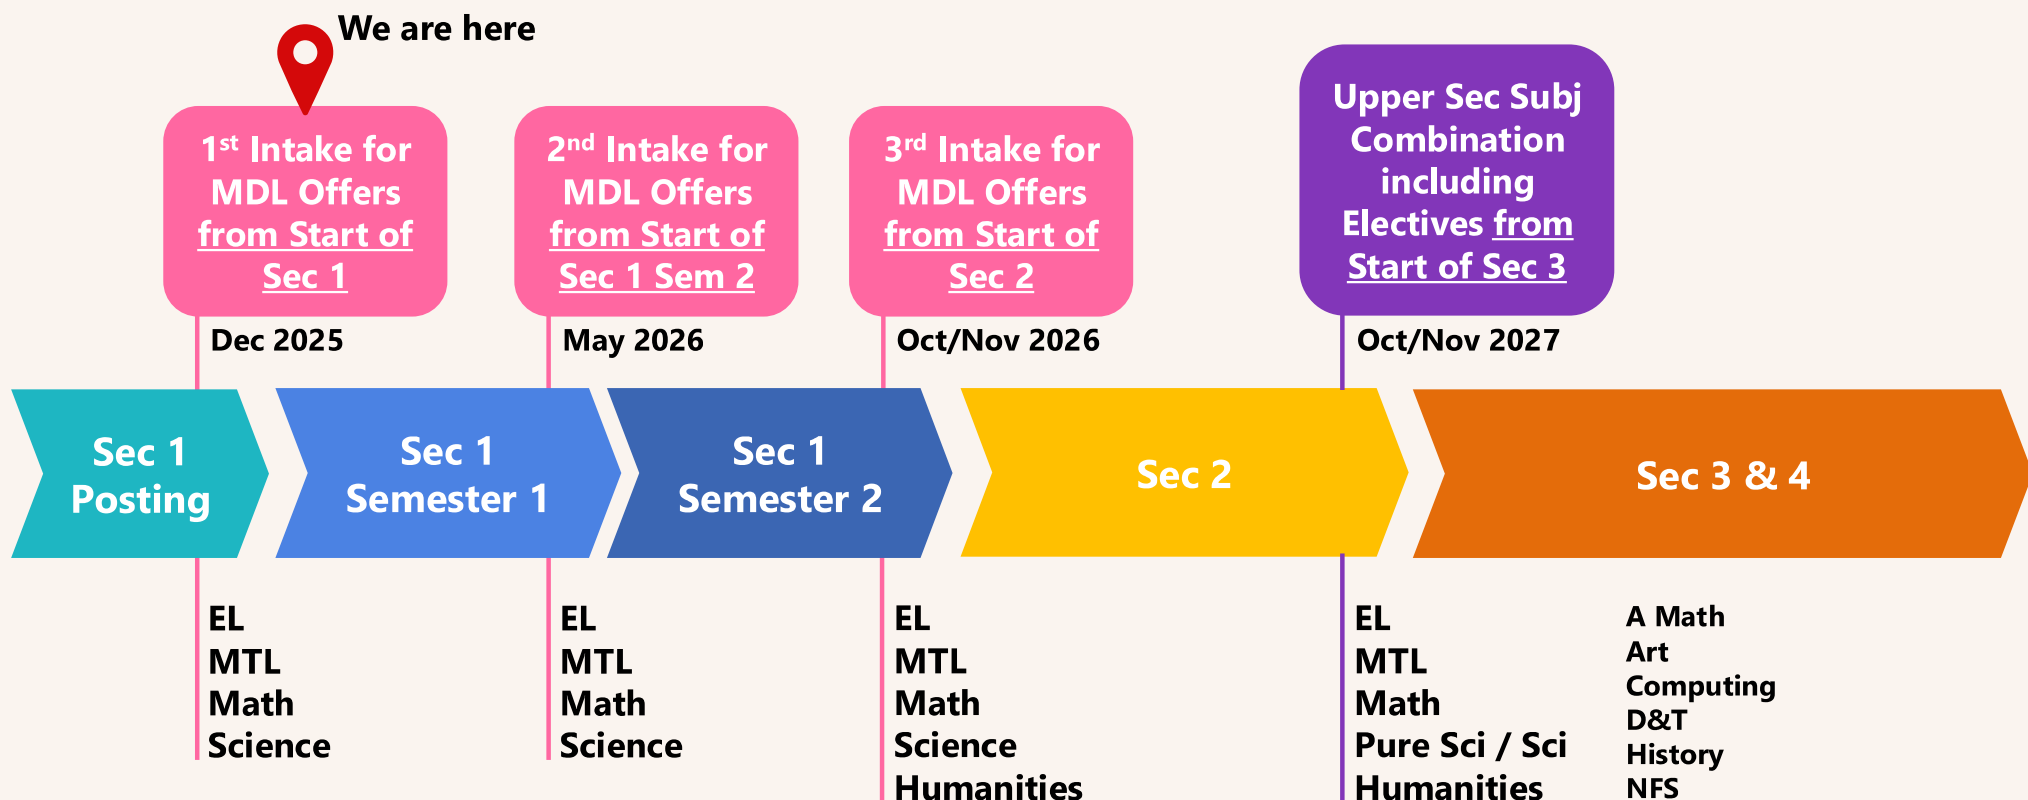 We are here
1st Intake for
MDL Offers
from Start of
Sec 1
Dec 2025
2nd Intake for
MDL Offers
from Start of
Sec 1 Sem 2
May 2026
3rd Intake for
MDL Offers
from Start of
Sec 2
Oct/Nov 2026
Upper Sec Subj
Combination
including
Electives from
Start of Sec 3
Oct/Nov 2027
Sec 1
Posting
Sec 1
Semester 1
Sec 1
Semester 2
Sec 2
Sec 3 & 4
EL
MTL
Math
Science
EL
MTL
Math
Science
EL
MTL
Math
Science
Humanities
EL
MTL
Math
Pure Sci / Sci
Humanities
A Math
Art
Computing
D&T
History
NFS